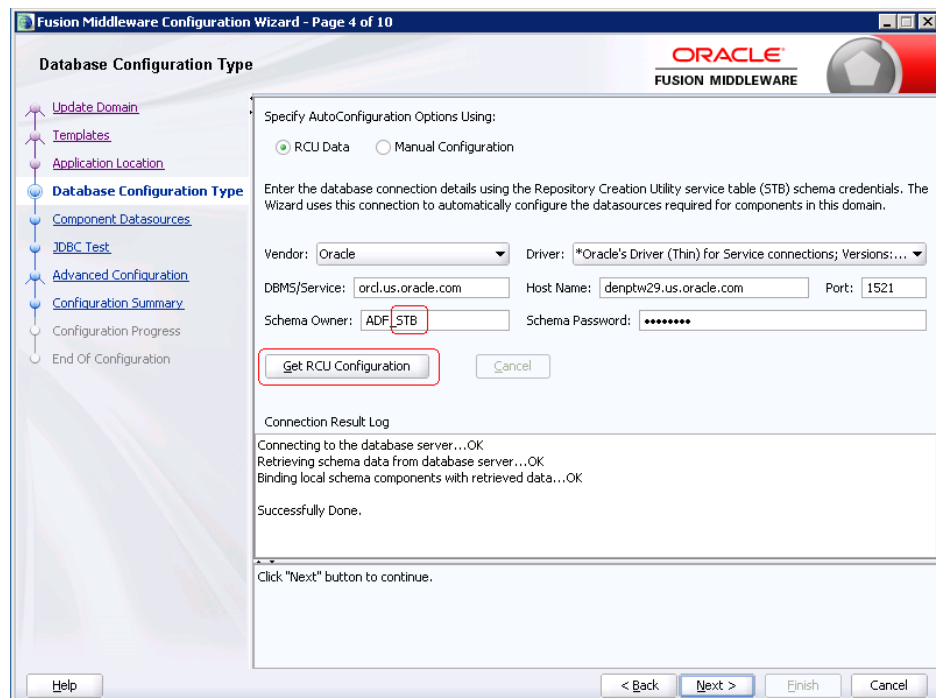 Fusion Middleware Configuration Wizard - Page 4 of 10
Database Configuration Type
ORACLE
FUSION MIDDLEWARE
Update Domain
Templates
Application Location
Database Configuration Type
Component Datasources
JDBC Test
Advanced Configuration
Configuration Summary
Configuration Progress
End Of Configuration
Specify AutoConfiguration Options Using:
RCU Data Manual Configuration
Enter the database connection details using the Repository Creation Utility service table (STB) schema credentials. The
Wizard uses this connection to automatically configure the datasources required for components in this domain.
Vendor: Oracle Driver: *Oracle's Driver (Thin) for Service connections; Versions:...
DBMS/Service: orcl.us.oracle.com Host Name: denptw29.us.oracle.com Port: 1521
Schema Owner: ADF_STB Schema Password: ••••••••
Get RCU Configuration Cancel
Connection Result Log
Connecting to the database server...OK
Retrieving schema data from database server...OK
Binding local schema components with retrieved data...OK
Successfully Done.
Click "Next" button to continue.
Help < Back Next > Finish Cancel